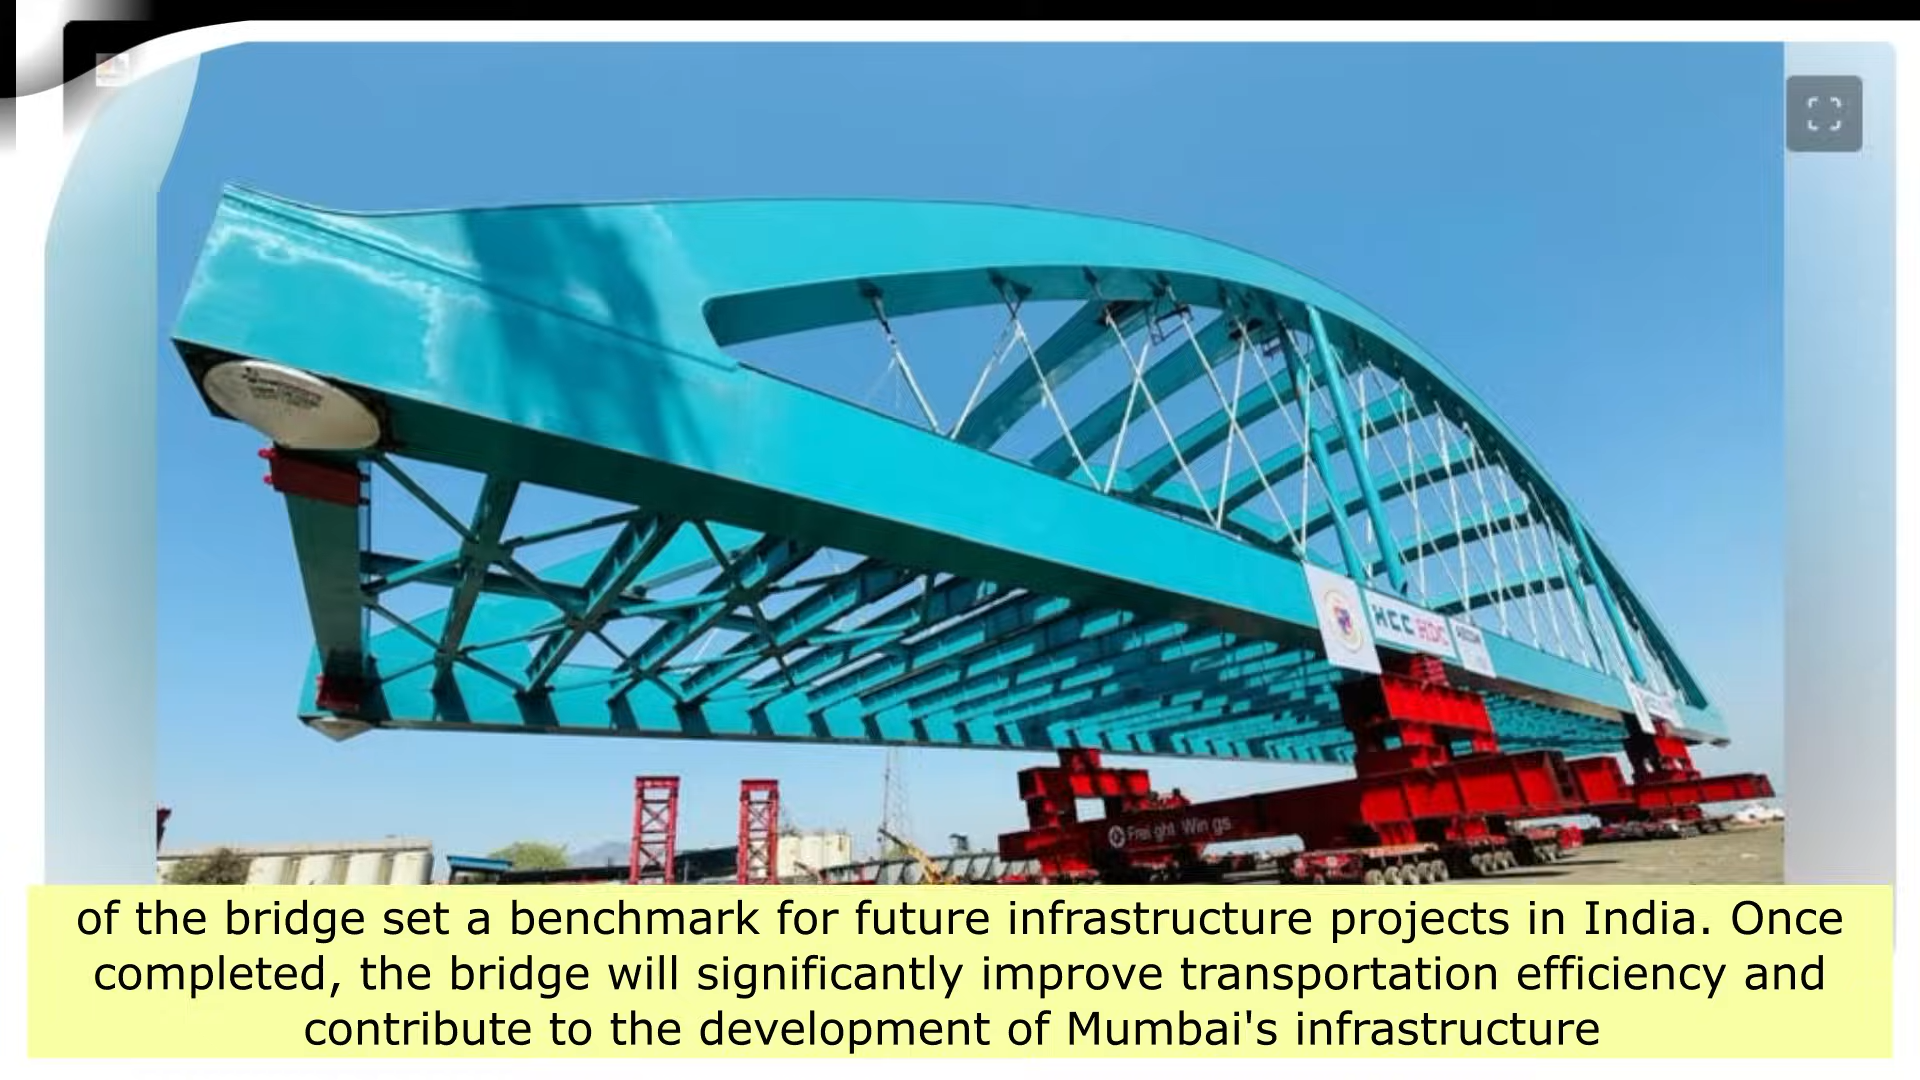 HCC HDC
AECOM
Freight Wings
of the bridge set a benchmark for future infrastructure projects in India. Once
completed, the bridge will significantly improve transportation efficiency and
contribute to the development of Mumbai's infrastructure